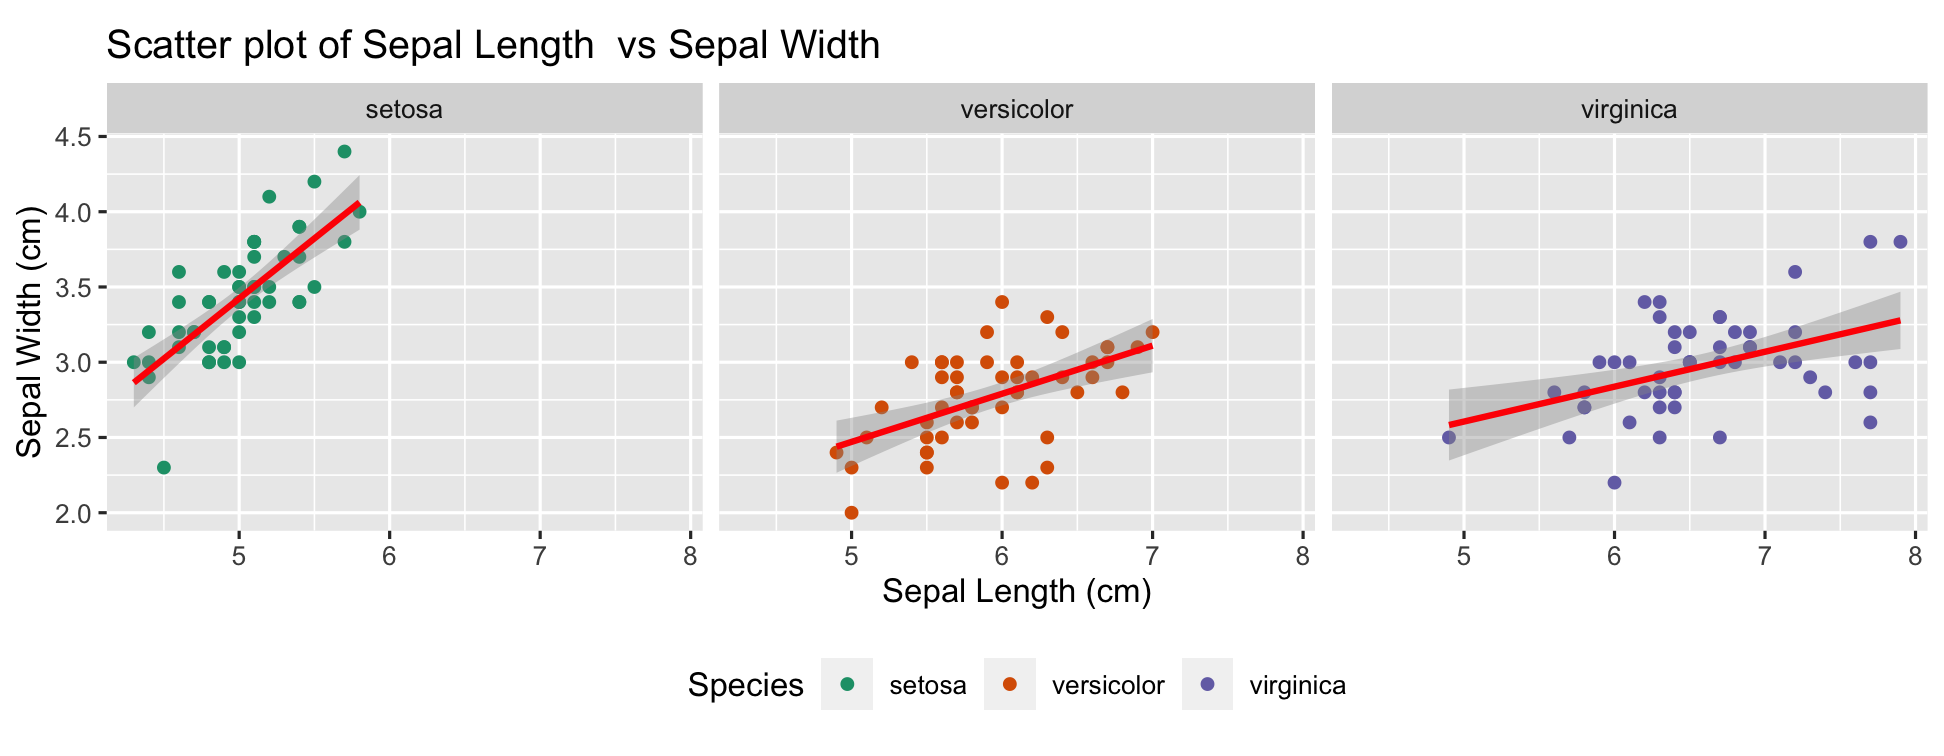 Scatter plot of Sepal Length  vs Sepal Width
setosa versicolor virginica
Sepal Width (cm)
4.5
4.0
3.5
3.0
2.5
2.0
5 6 7 8 5 6 7 8 5 6 7 8
Sepal Length (cm)
Species setosa versicolor virginica